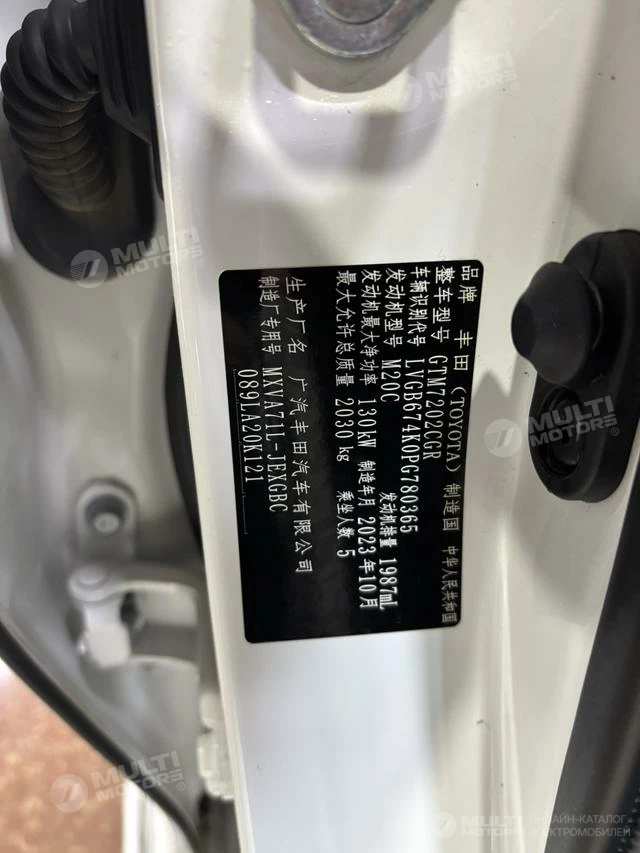 品牌 丰田(TOYOTA) 制造国 中华人民共和国
整车型号 GTM7202CGR
车辆识别代号 LVGB674K0PG780365
发动机型号 M20C 发动机排量 1987mL
发动机最大净功率 130kW 制造年月 2023年10月
最大允许总质量 2030kg 乘坐人数 5
生产厂名 广汽丰田汽车有限公司
制造厂专用号 MXVA71L-JEXGBC
089LA20K121
MULTI MOTORS
MULTI MOTORS
MULTI MOTORS
MULTI MOTORS
MULTI MOTORS
ОНЛАЙН-КАТАЛОГ
ЭЛЕКТРОМОБИЛЕЙ